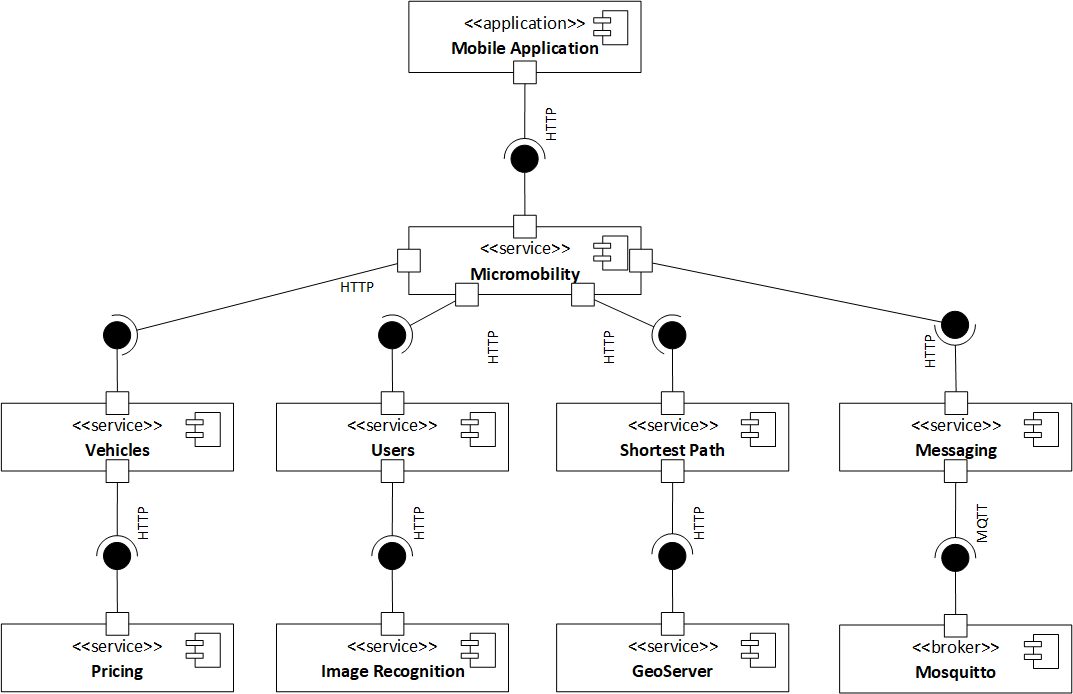 <<application>>
Mobile Application
HTTP
<<service>>
Micromobility
HTTP
HTTP
HTTP
HTTP
<<service>>
Vehicles
<<service>>
Users
<<service>>
Shortest Path
<<service>>
Messaging
HTTP
HTTP
HTTP
MQTT
<<service>>
Pricing
<<service>>
Image Recognition
<<service>>
GeoServer
<<broker>>
Mosquitto